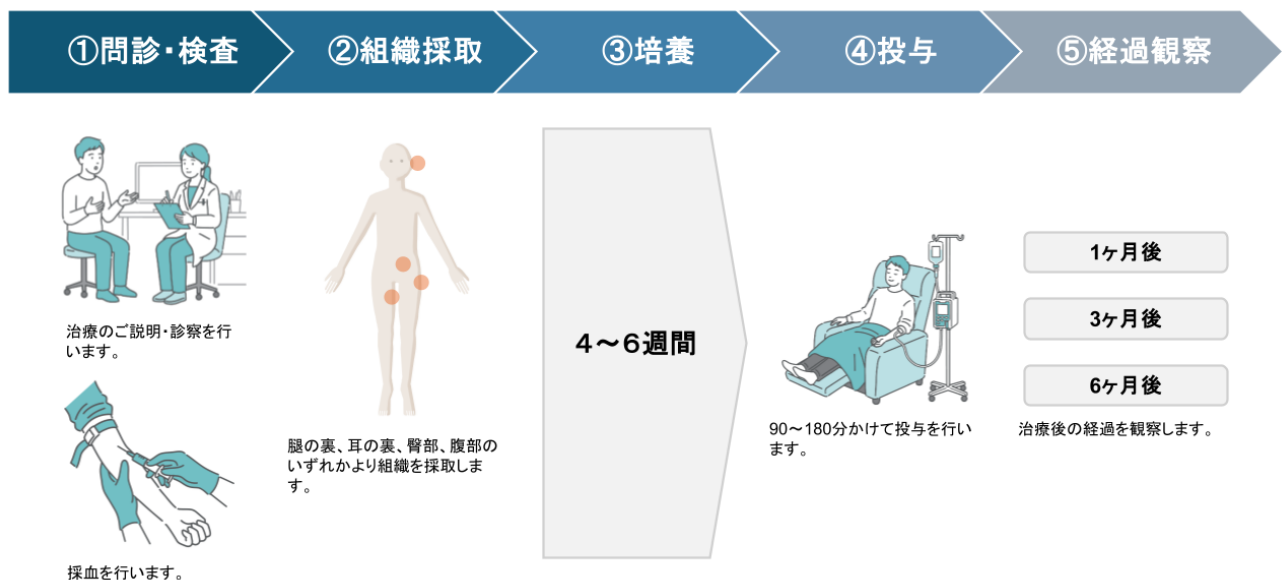 ①問診・検査
②組織採取
③培養
④投与
⑤経過観察
治療のご説明・診察を行
います。
採血を行います。
腿の裏、耳の裏、臀部、腹部の
いずれかより組織を採取しま
す。
4～6週間
90～180分かけて投与を行い
ます。
1ヶ月後
3ヶ月後
6ヶ月後
治療後の経過を観察します。